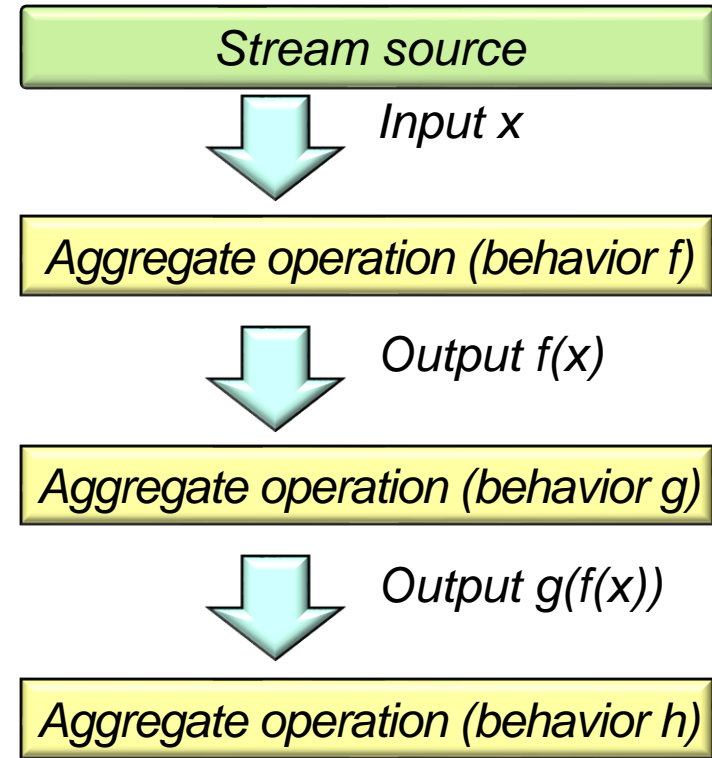 Stream source
Input x
Aggregate operation (behavior f)
Output f(x)
Aggregate operation (behavior g)
Output g(f(x))
Aggregate operation (behavior h)